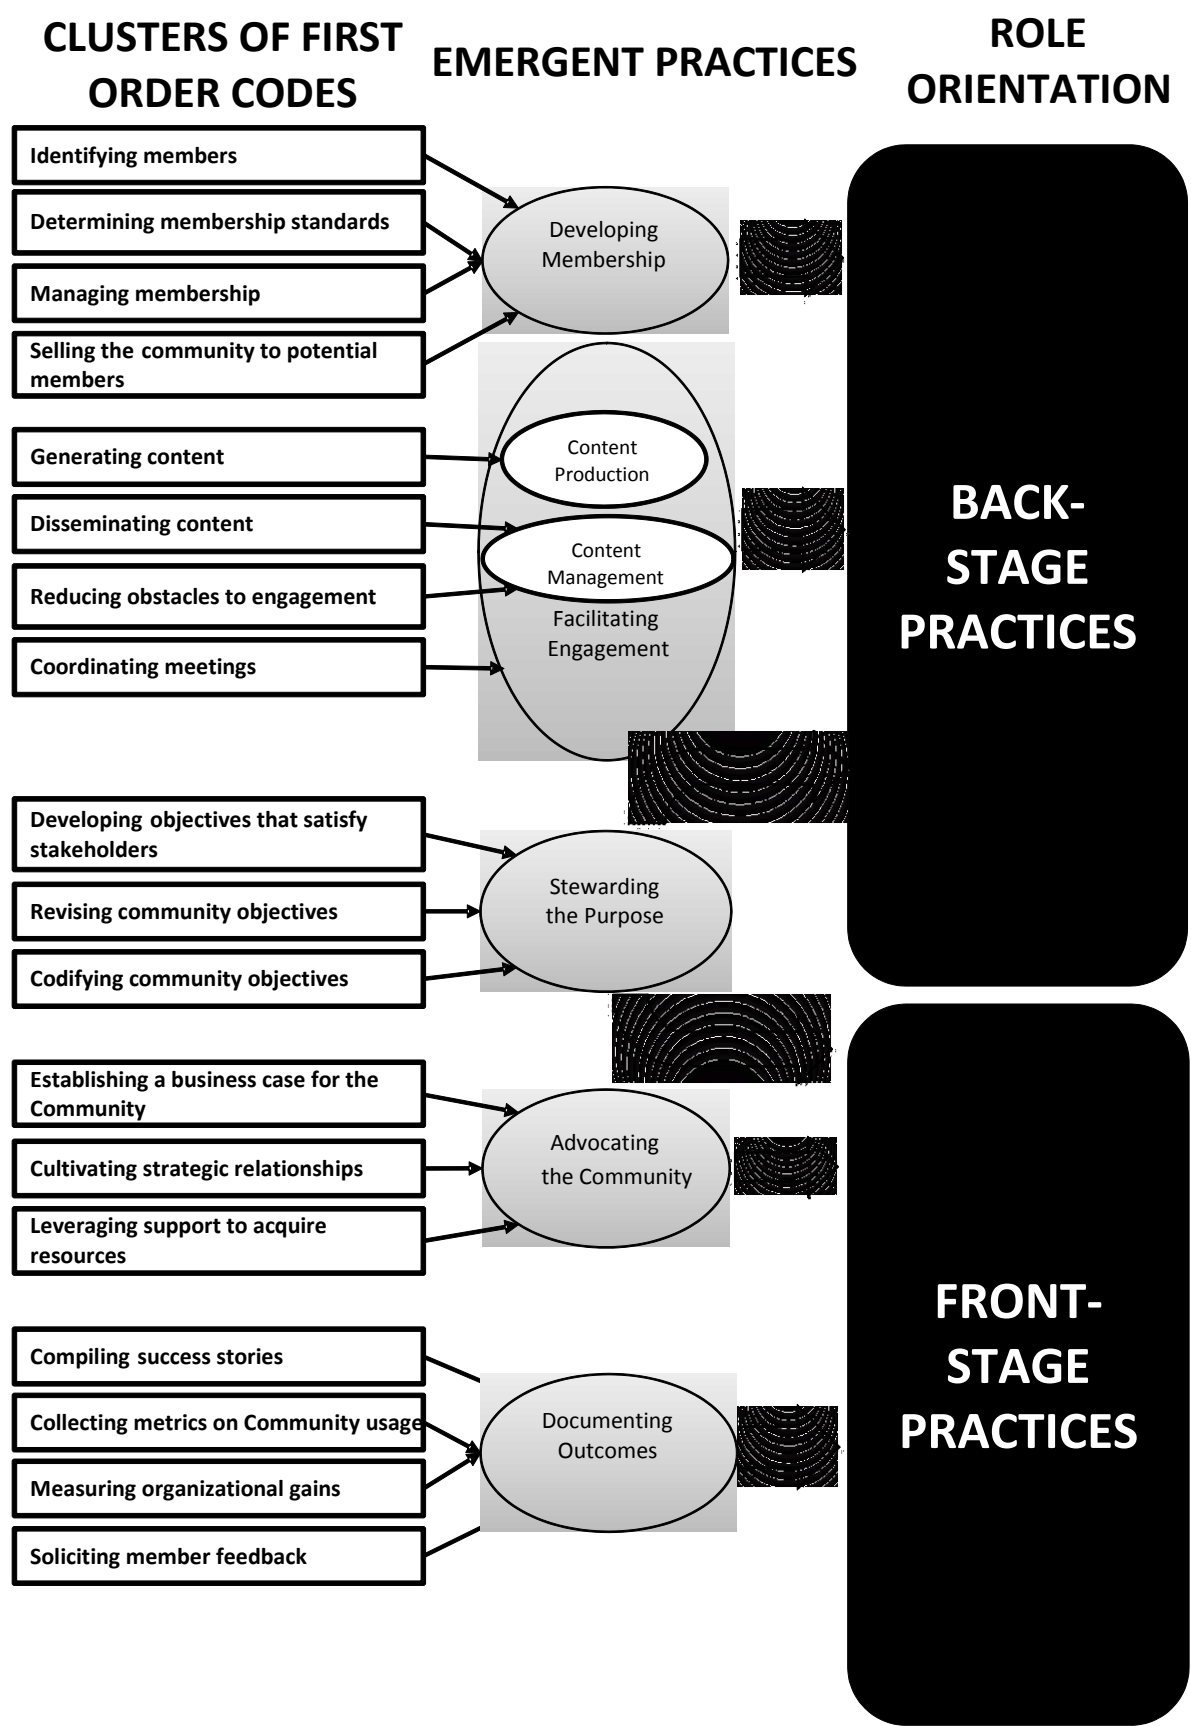 CLUSTERS OF FIRST
ORDER CODES
EMERGENT PRACTICES
ROLE
ORIENTATION
Identifying members
Determining membership standards
Managing membership
Selling the community to potential
members
Developing
Membership
Generating content
Disseminating content
Reducing obstacles to engagement
Coordinating meetings
Content
Production
Content
Management
Facilitating
Engagement
BACK-
STAGE
PRACTICES
Developing objectives that satisfy
stakeholders
Revising community objectives
Codifying community objectives
Stewarding
the Purpose
Establishing a business case for the
Community
Cultivating strategic relationships
Leveraging support to acquire
resources
Advocating
the Community
Compiling success stories
Collecting metrics on Community usage
Measuring organizational gains
Soliciting member feedback
Documenting
Outcomes
FRONT-
STAGE
PRACTICES